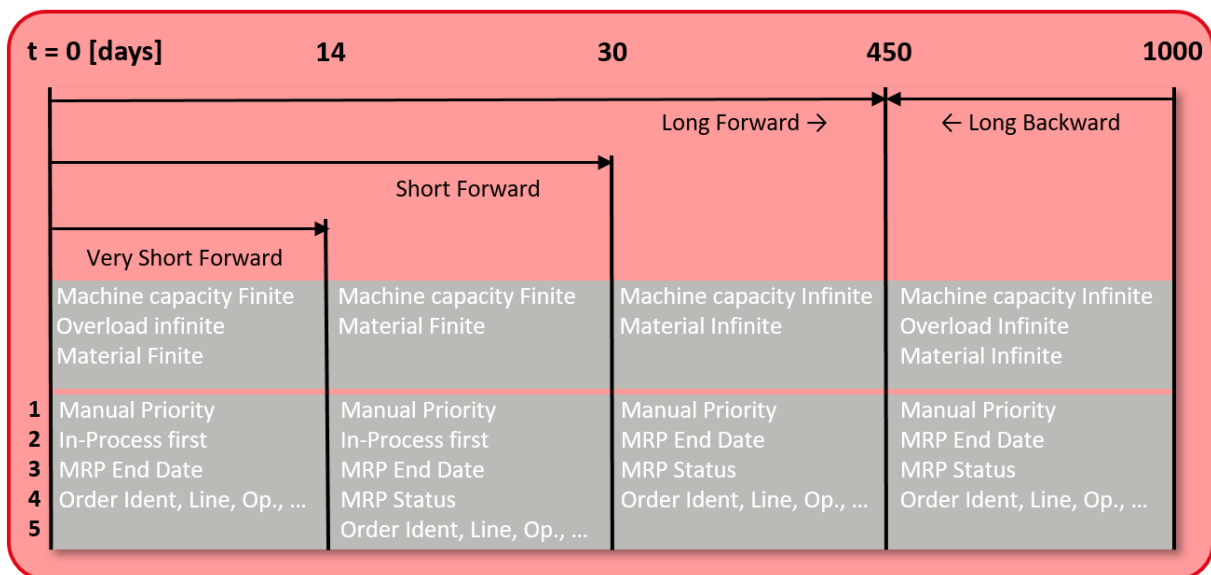 t = 0 [days] 14 30 450 1000
Long Forward → ← Long Backward
Short Forward
Very Short Forward
Machine capacity Finite Machine capacity Finite Machine capacity Infinite Machine capacity Infinite
Overload infinite Material Finite Material Infinite Overload Infinite
Material Finite Material Infinite
1 Manual Priority Manual Priority Manual Priority Manual Priority
2 In-Process first In-Process first MRP End Date MRP End Date
3 MRP End Date MRP End Date MRP Status MRP Status
4 Order Ident, Line, Op., ... MRP Status Order Ident, Line, Op., ... Order Ident, Line, Op., ...
5 Order Ident, Line, Op., ...